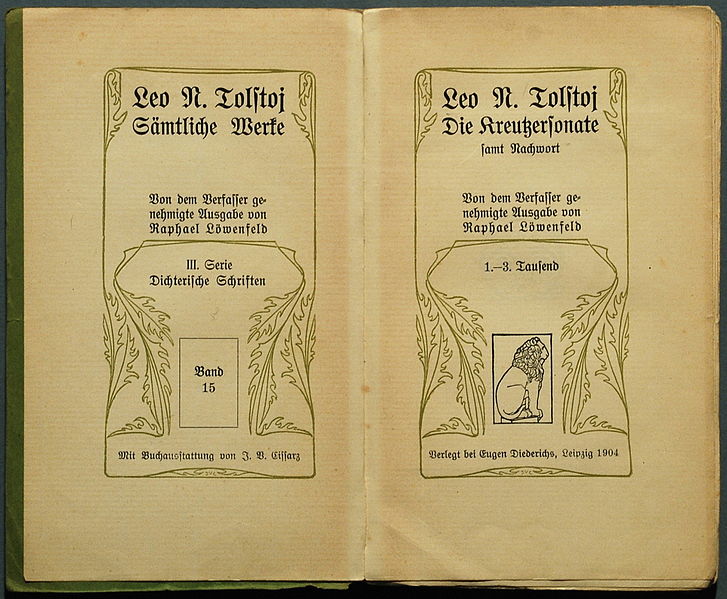 Leo N. Tolſtoj
Sämtliche Werke
Von dem Verfaſſer ge-
nehmigte Ausgabe von
Raphael Löwenfeld
III. Serie
Dichteriſche Schriften
Band
15
Mit Buchausſtattung von J. V. Ciſſarz
Leo N. Tolſtoj
Die Kreutzerſonate
ſamt Nachwort
Von dem Verfaſſer ge-
nehmigte Ausgabe von
Raphael Löwenfeld
1.—3. Tauſend
Verlegt bei Eugen Diederichs, Leipzig 1904